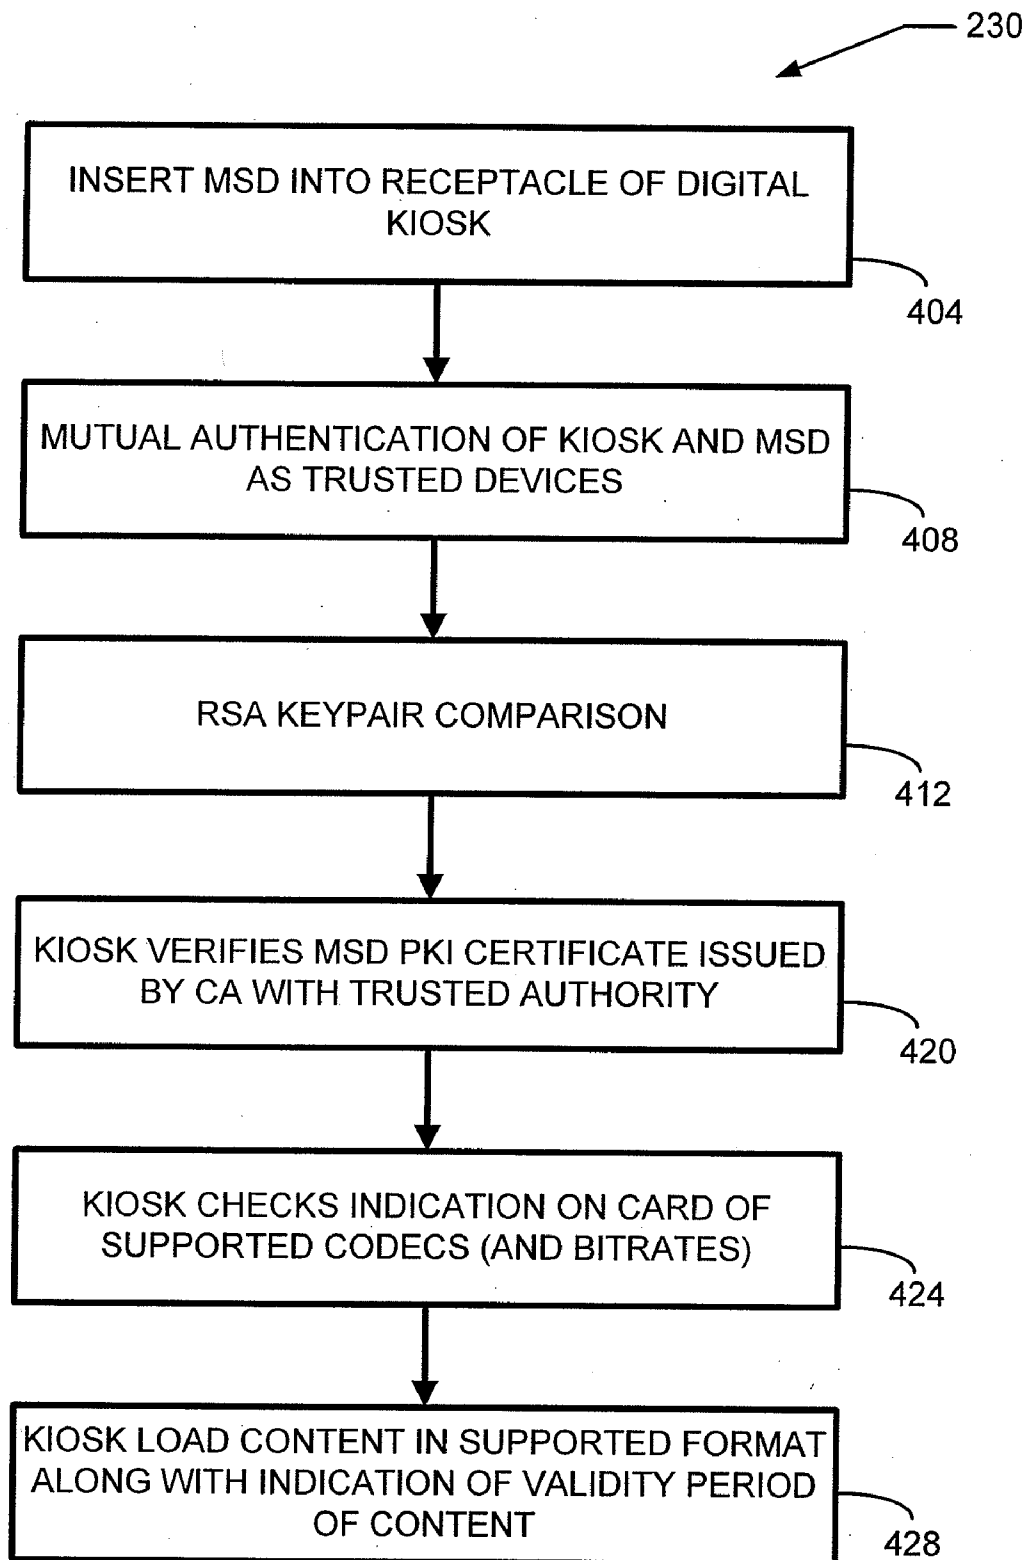 230
INSERT MSD INTO RECEPTACLE OF DIGITAL
KIOSK
404
MUTUAL AUTHENTICATION OF KIOSK AND MSD
AS TRUSTED DEVICES
408
RSA KEYPAIR COMPARISON
412
KIOSK VERIFIES MSD PKI CERTIFICATE ISSUED
BY CA WITH TRUSTED AUTHORITY
420
KIOSK CHECKS INDICATION ON CARD OF
SUPPORTED CODECS (AND BITRATES)
424
KIOSK LOAD CONTENT IN SUPPORTED FORMAT
ALONG WITH INDICATION OF VALIDITY PERIOD
OF CONTENT
428